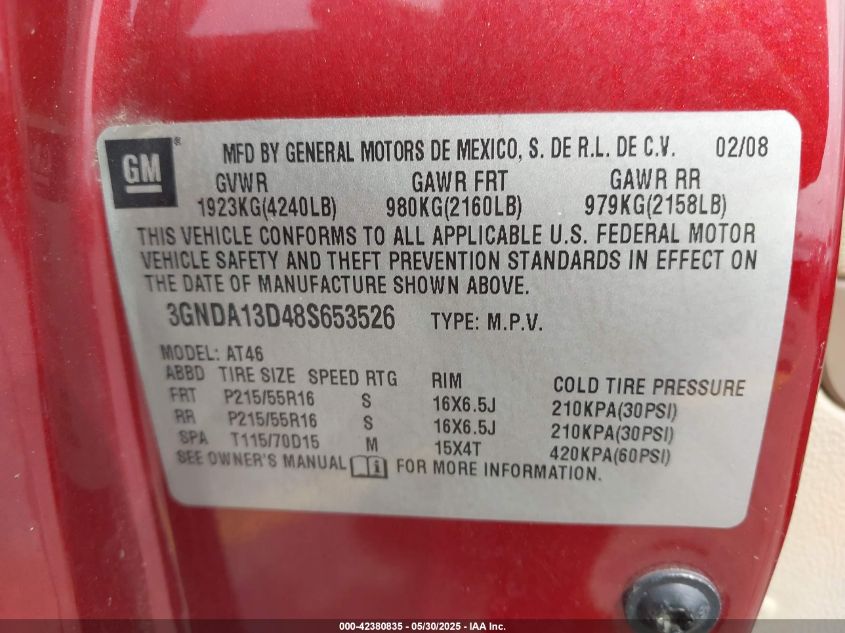 GM
MFD BY GENERAL MOTORS DE MEXICO, S. DE R.L. DE C.V. 02/08
GVWR GAWR FRT GAWR RR
1923KG(4240LB) 980KG(2160LB) 979KG(2158LB)
THIS VEHICLE CONFORMS TO ALL APPLICABLE U.S. FEDERAL MOTOR
VEHICLE SAFETY AND THEFT PREVENTION STANDARDS IN EFFECT ON
THE DATE OF MANUFACTURE SHOWN ABOVE.
3GNDA13D48S653526 TYPE: M.P.V.
MODEL: AT46
ABBD TIRE SIZE SPEED RTG RIM COLD TIRE PRESSURE
FRT P215/55R16 S 16X6.5J 210KPA(30PSI)
RR P215/55R16 S 16X6.5J 210KPA(30PSI)
SPA T115/70D15 M 15X4T 420KPA(60PSI)
SEE OWNER'S MANUAL FOR MORE INFORMATION.
000-42380835 - 05/30/2025 - IAA Inc.